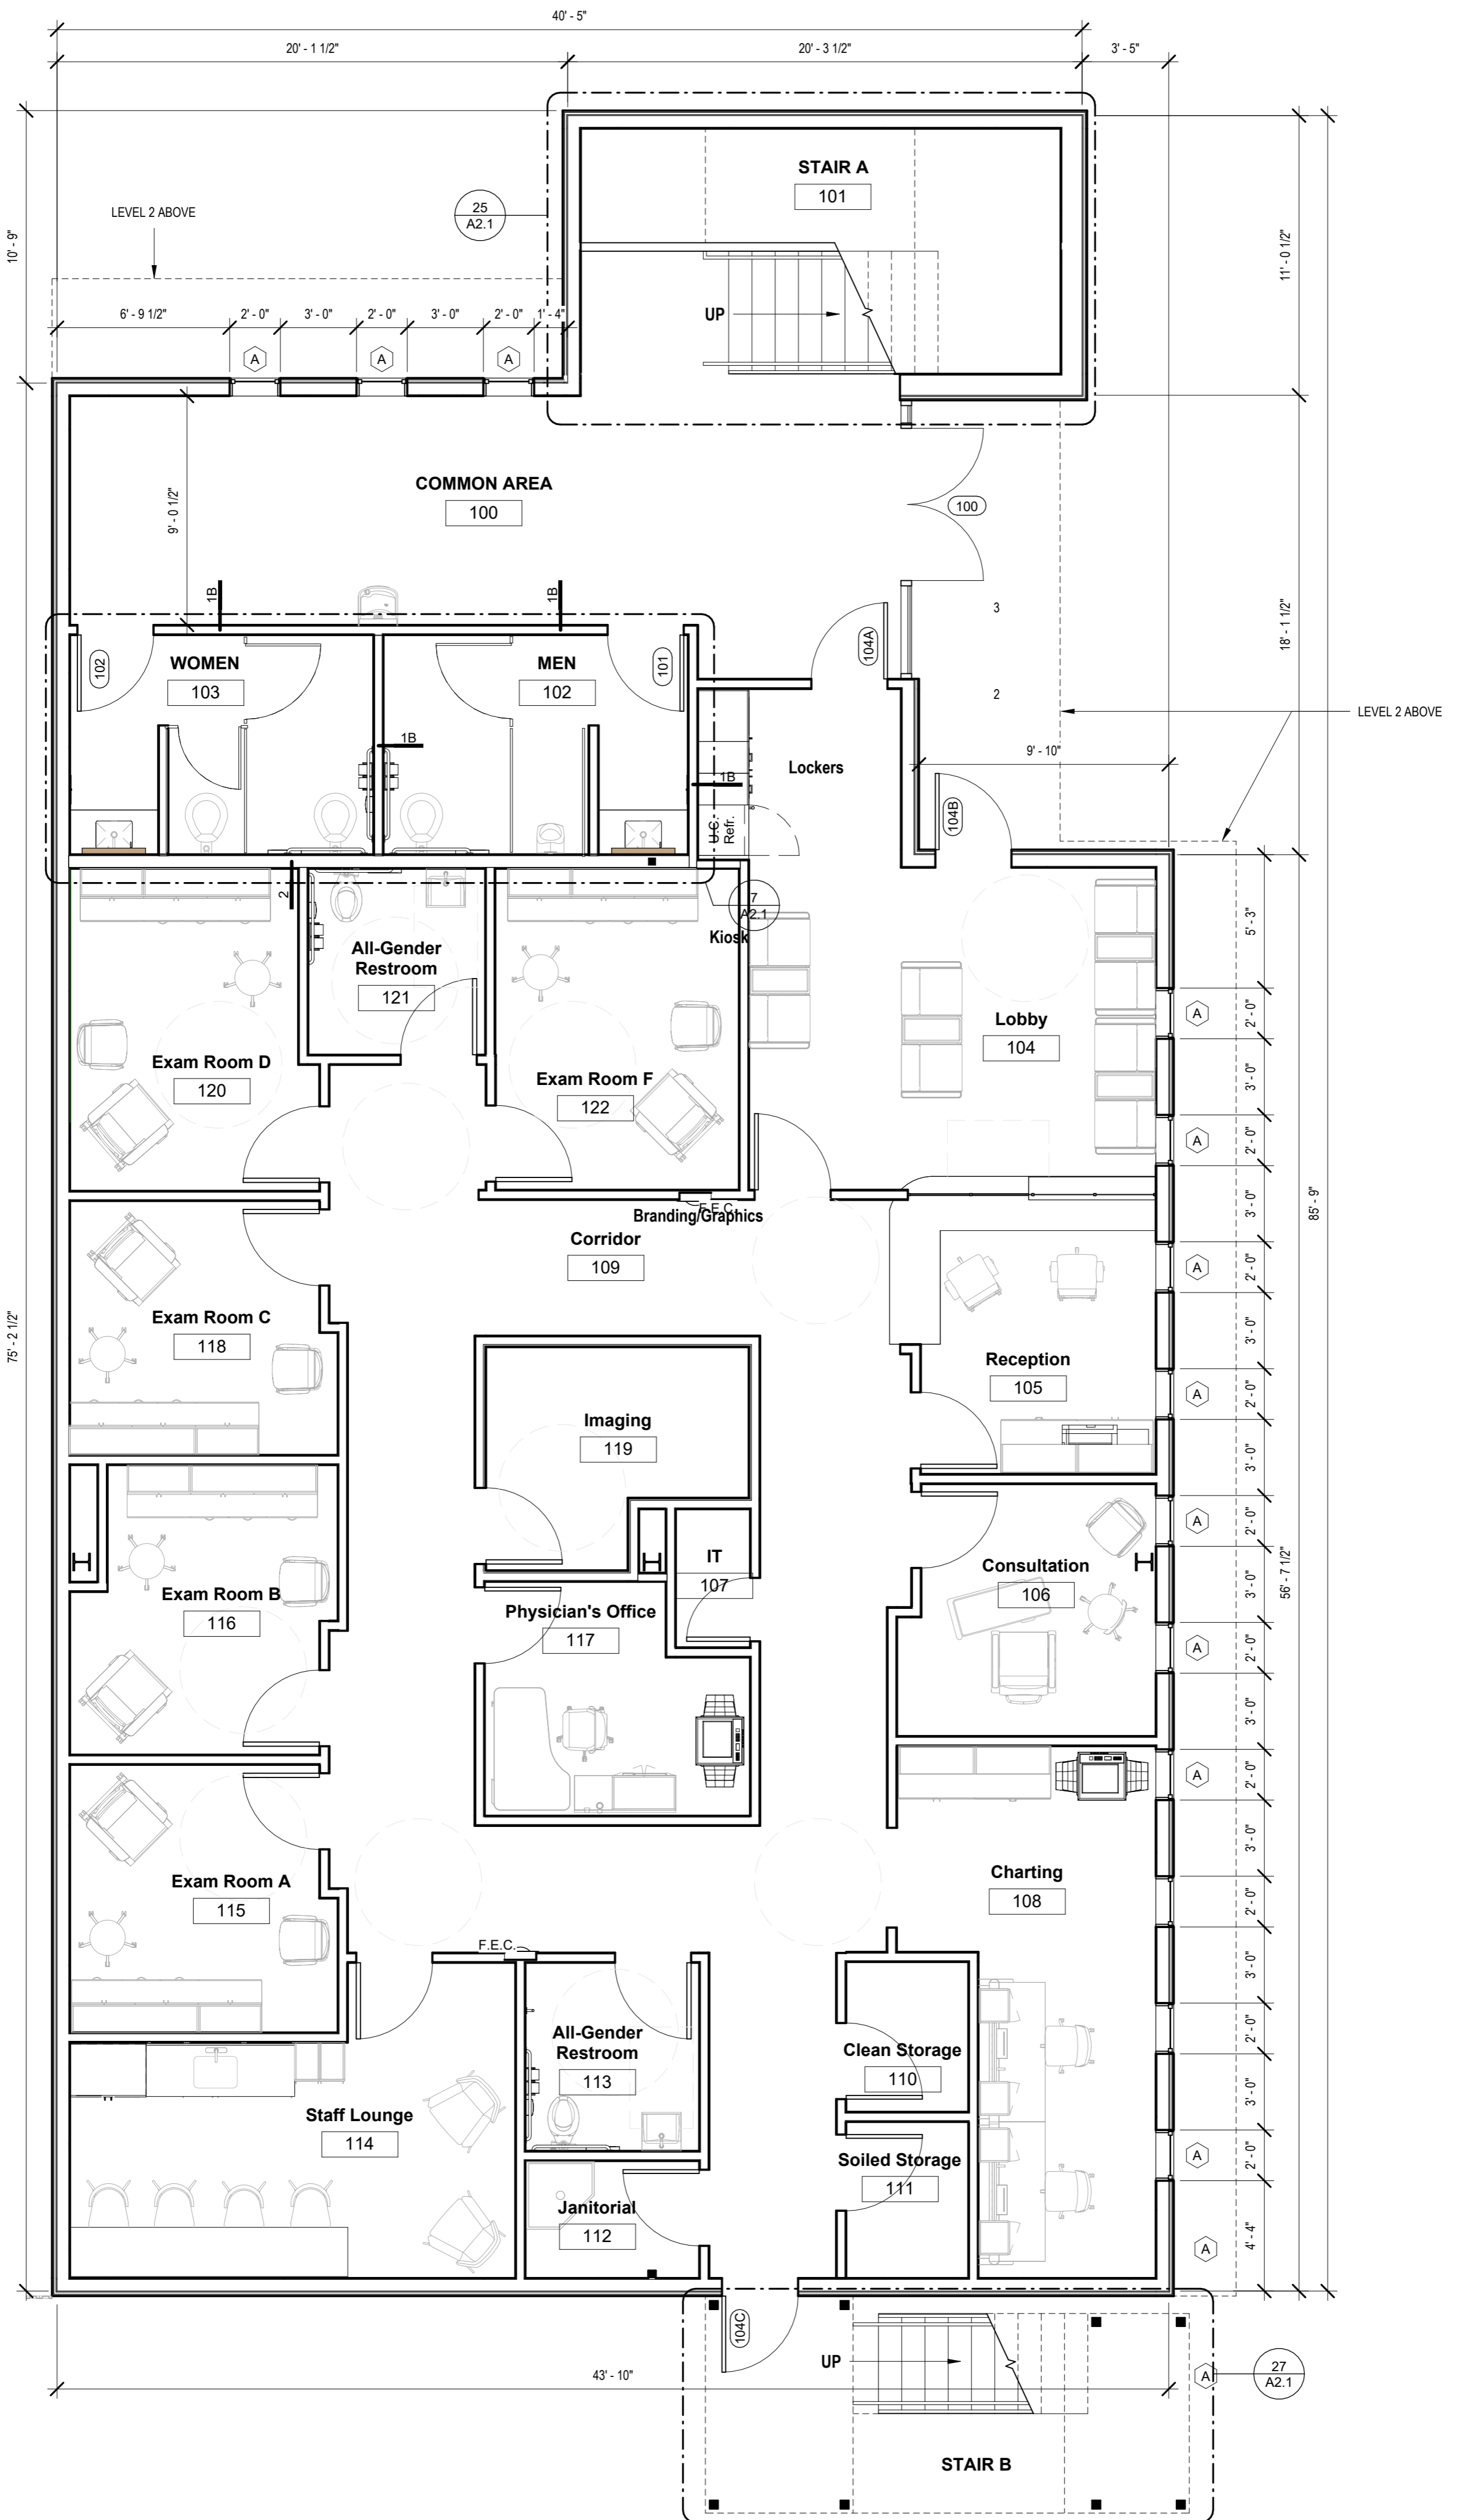 40' - 5"
20' - 1 1/2"
20' - 3 1/2"
3' - 5"
STAIR A
101
25
A2.1
LEVEL 2 ABOVE
10' - 9"
11' - 0 1/2"
6' - 9 1/2"
2' - 0"
3' - 0"
2' - 0"
3' - 0"
2' - 0"
1' - 4"
UP
A
A
A
COMMON AREA
100
100
9' - 0 1/2"
1B
1B
3
18' - 1 1/2"
102
WOMEN
103
MEN
102
101
104A
2
LEVEL 2 ABOVE
1B
9' - 10"
Lockers
1B
104B
U.C.
Refr.
2
7
A2.1
Kiosk
5' - 3"
All-Gender
Restroom
121
Lobby
104
A
2' - 0"
Exam Room D
120
Exam Room F
122
3' - 0"
A
2' - 0"
F.E.C.
Branding/Graphics
3' - 0"
85' - 9"
Corridor
109
A
2' - 0"
Exam Room C
118
75' - 2 1/2"
3' - 0"
Reception
105
A
2' - 0"
Imaging
119
3' - 0"
A
2' - 0"
IT
107
Consultation
106
3' - 0"
56' - 7 1/2"
Exam Room B
116
Physician's Office
117
A
2' - 0"
3' - 0"
A
2' - 0"
3' - 0"
Exam Room A
115
Charting
108
2' - 0"
F.E.C.
3' - 0"
All-Gender
Restroom
113
Clean Storage
110
2' - 0"
3' - 0"
Staff Lounge
114
A
2' - 0"
Soiled Storage
111
Janitorial
112
A
4' - 4"
104C
UP
43' - 10"
A
27
A2.1
STAIR B